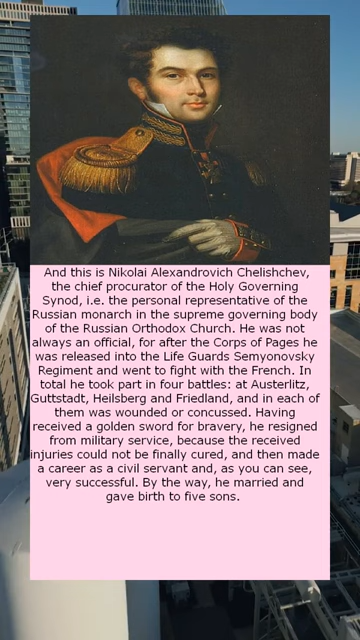 And this is Nikolai Alexandrovich Chelishchev,
the chief procurator of the Holy Governing
Synod, i.e. the personal representative of the
Russian monarch in the supreme governing body
of the Russian Orthodox Church. He was not
always an official, for after the Corps of Pages he
was released into the Life Guards Semyonovsky
Regiment and went to fight with the French. In
total he took part in four battles: at Austerlitz,
Guttstadt, Heilsberg and Friedland, and in each of
them was wounded or concussed. Having
received a golden sword for bravery, he resigned
from military service, because the received
injuries could not be finally cured, and then made
a career as a civil servant and, as you can see,
very successful. By the way, he married and
gave birth to five sons.